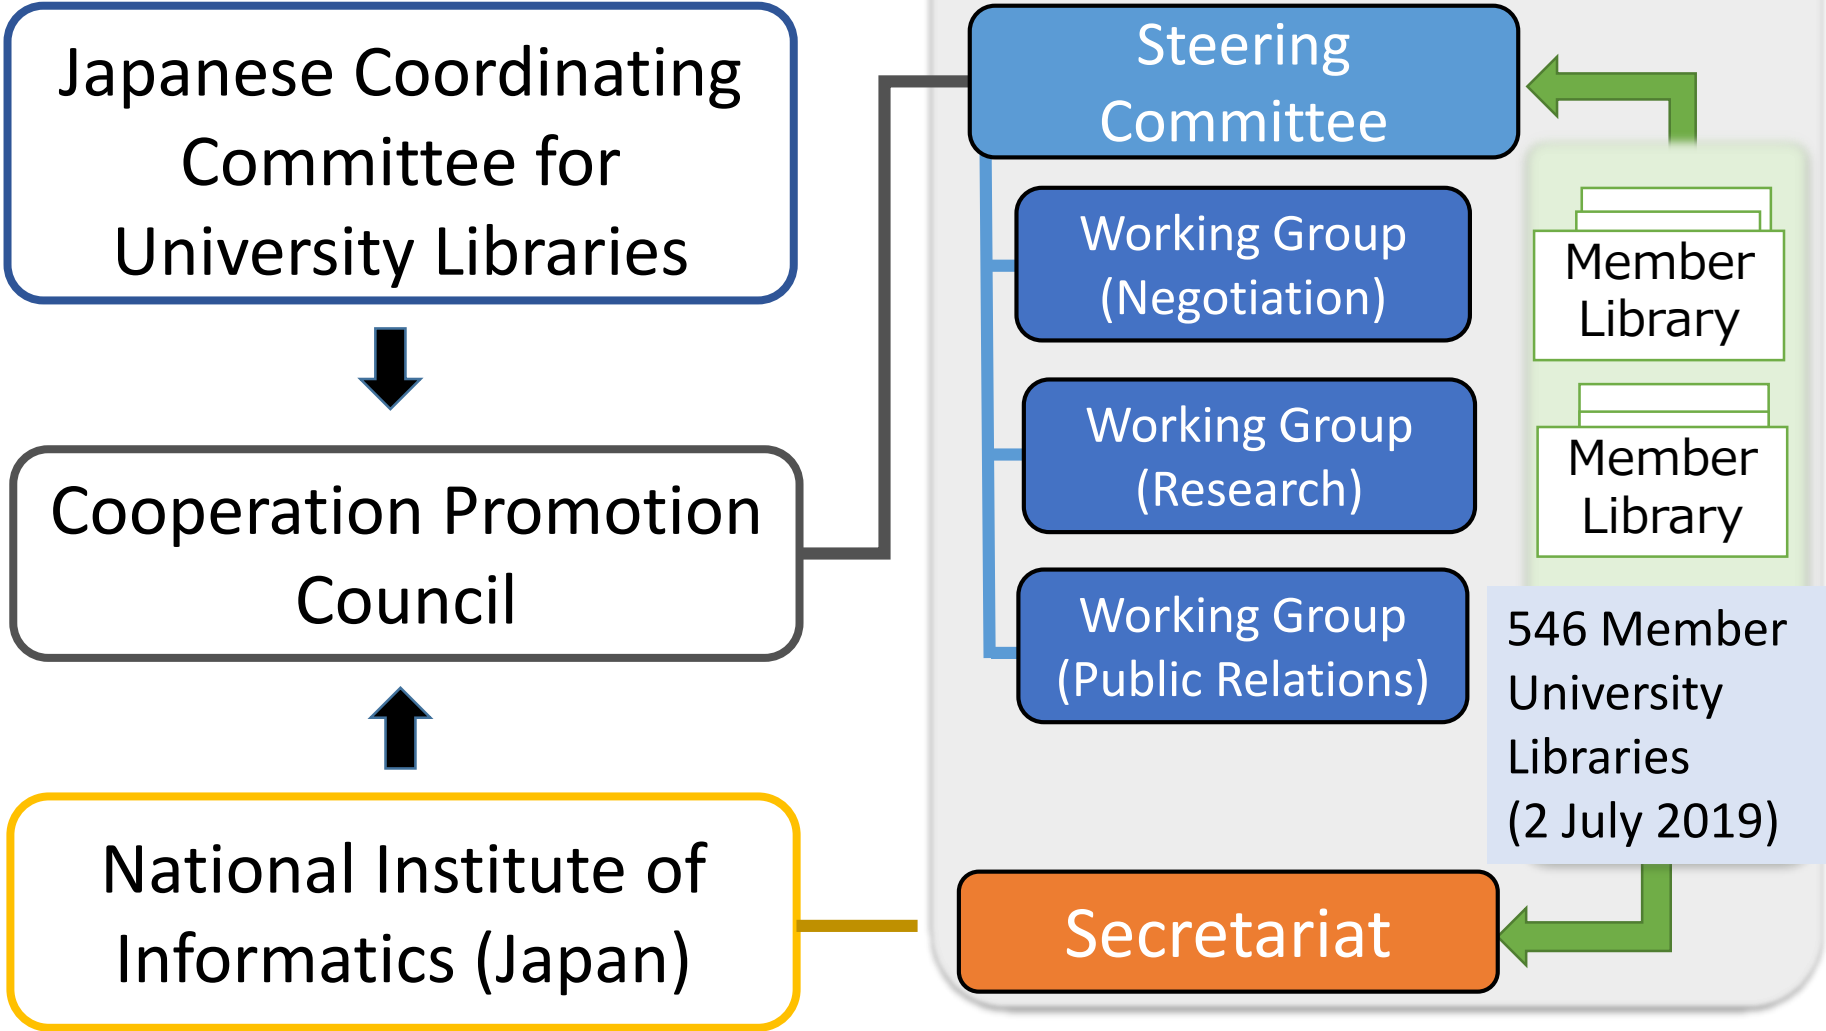 Japanese Coordinating
Committee for
University Libraries
Cooperation Promotion
Council
National Institute of
Informatics (Japan)
Steering
Committee
Working Group
(Negotiation)
Working Group
(Research)
Working Group
(Public Relations)
Secretariat
Member
Library
Member
Library
546 Member
University
Libraries
(2 July 2019)